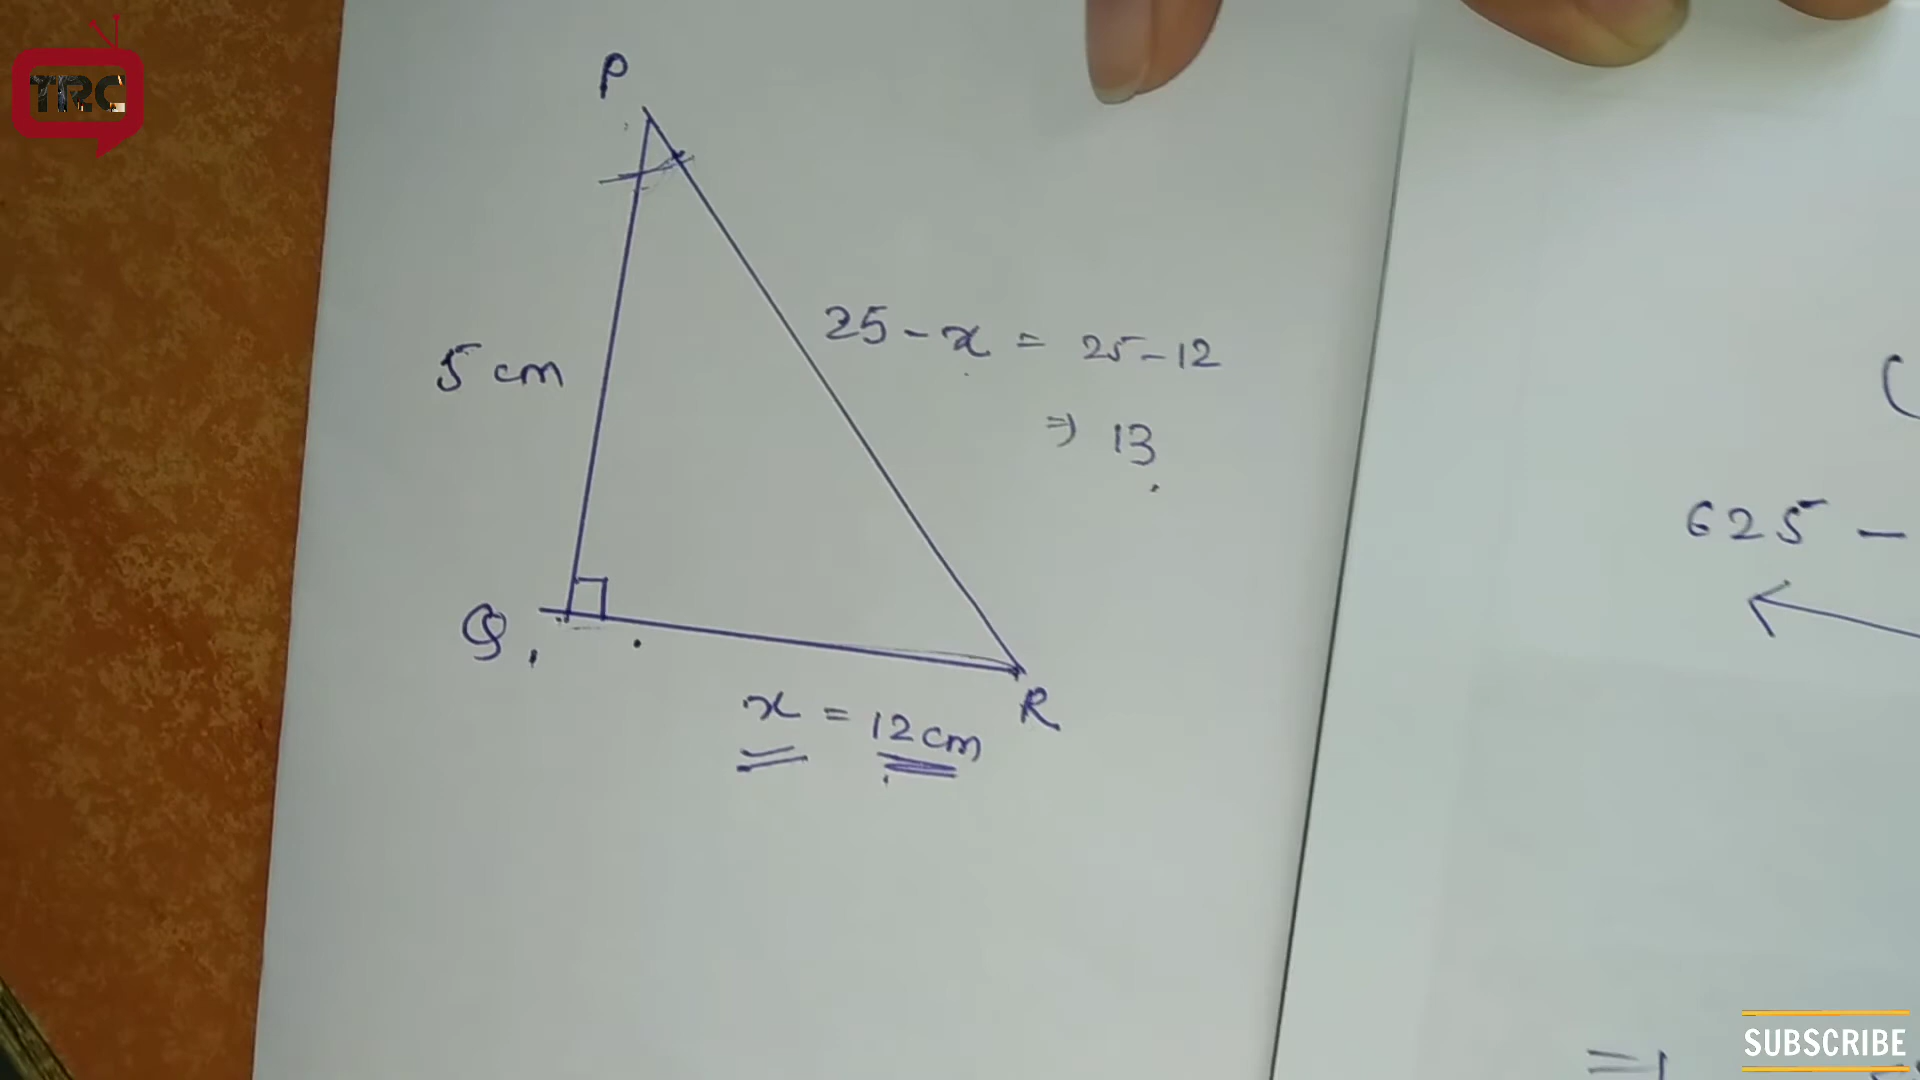 TRC
P
25 - x = 25 - 12
5 cm
⇒ 13
625 -
Q
R
x = 12 cm
SUBSCRIBE